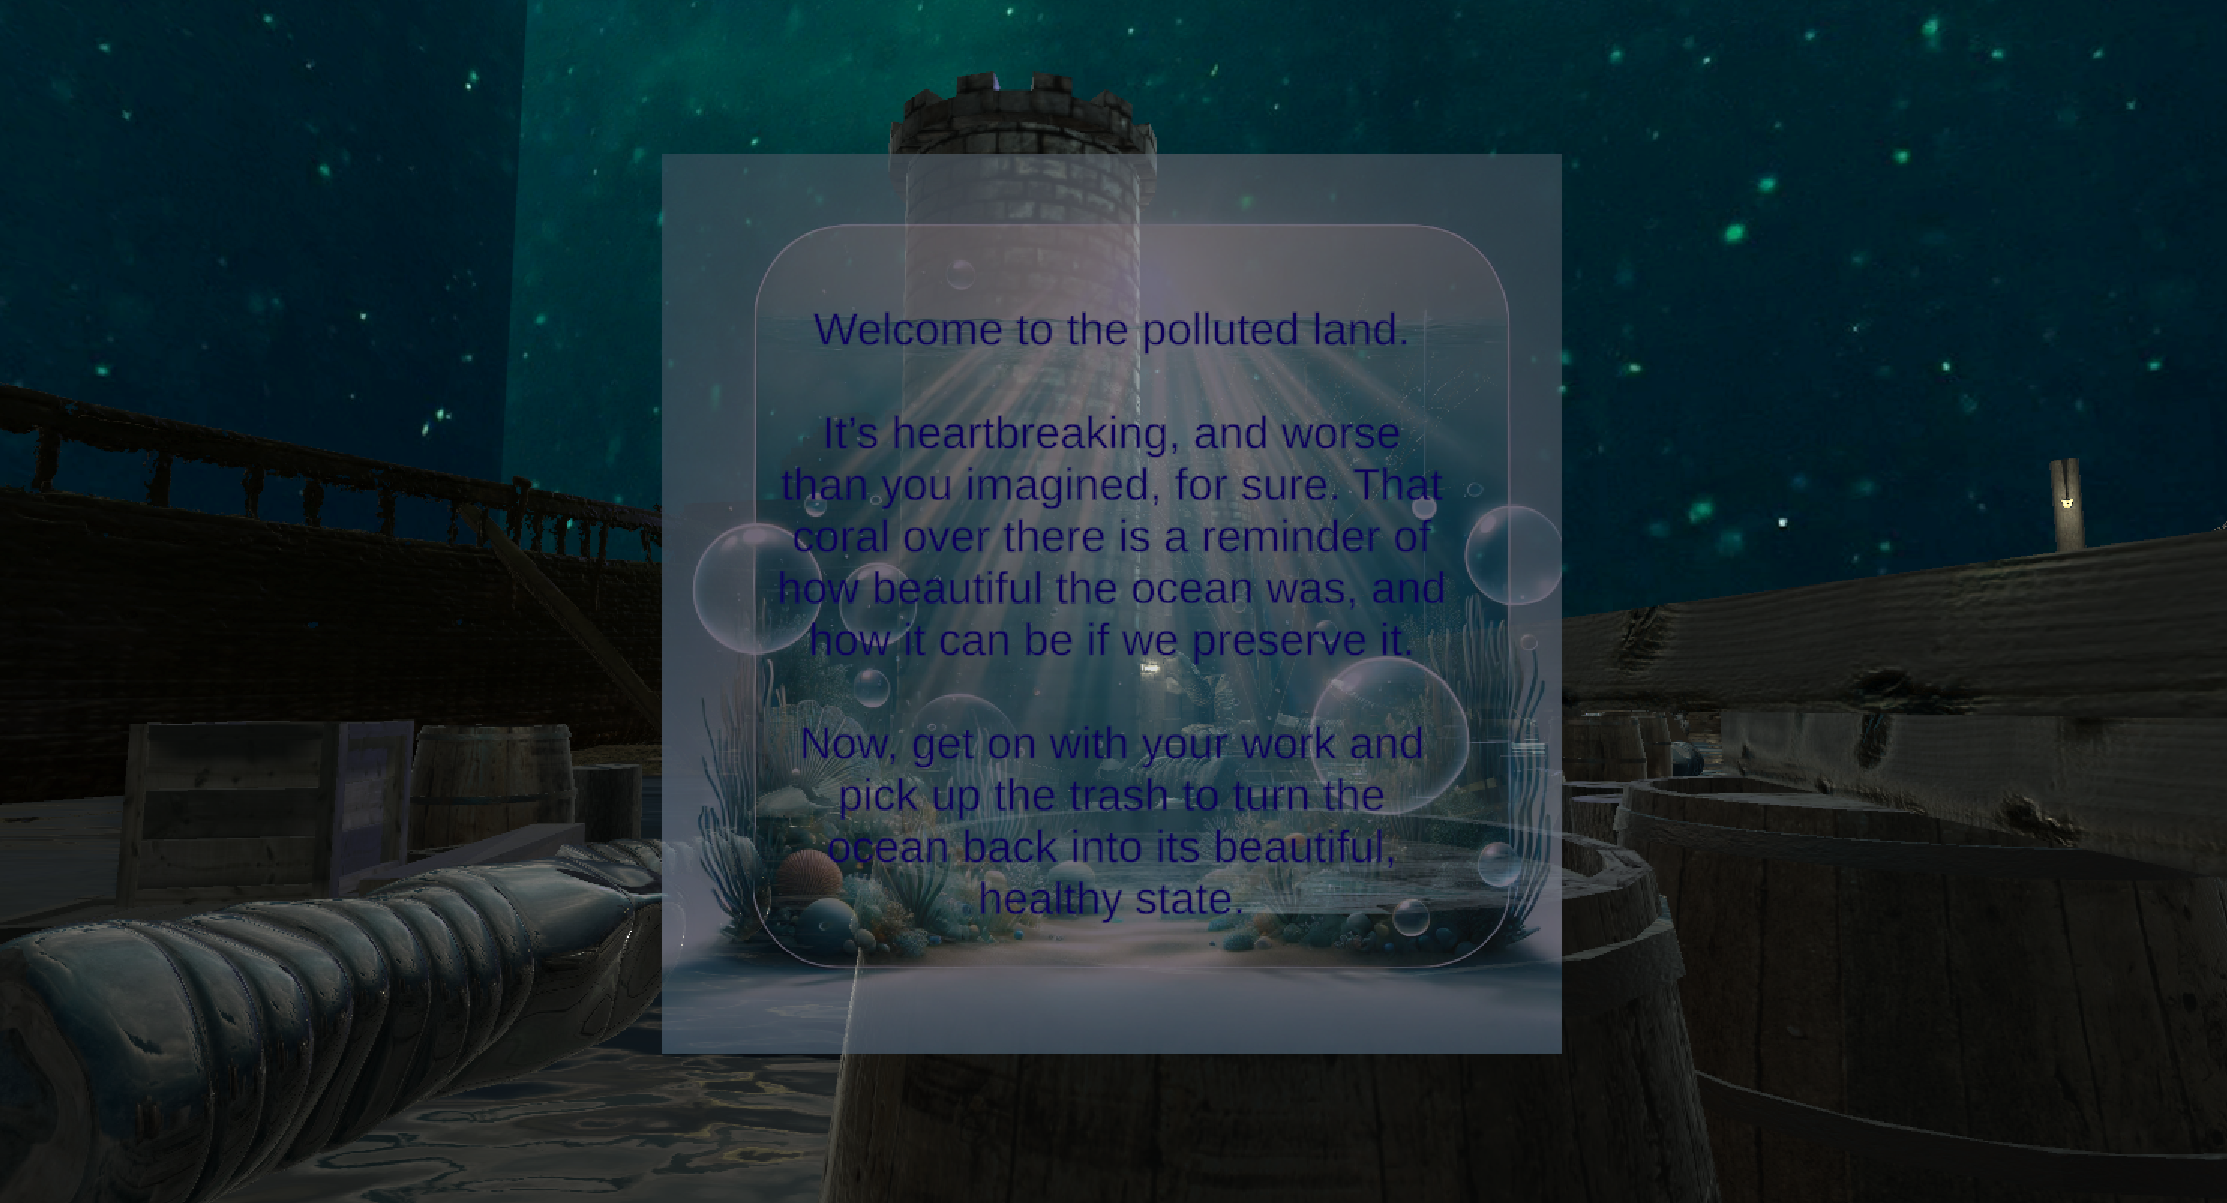 Welcome to the polluted land.
It’s heartbreaking, and worse
than you imagined, for sure. That
coral over there is a reminder of
how beautiful the ocean was, and
how it can be if we preserve it.
Now, get on with your work and
pick up the trash to turn the
ocean back into its beautiful,
healthy state.